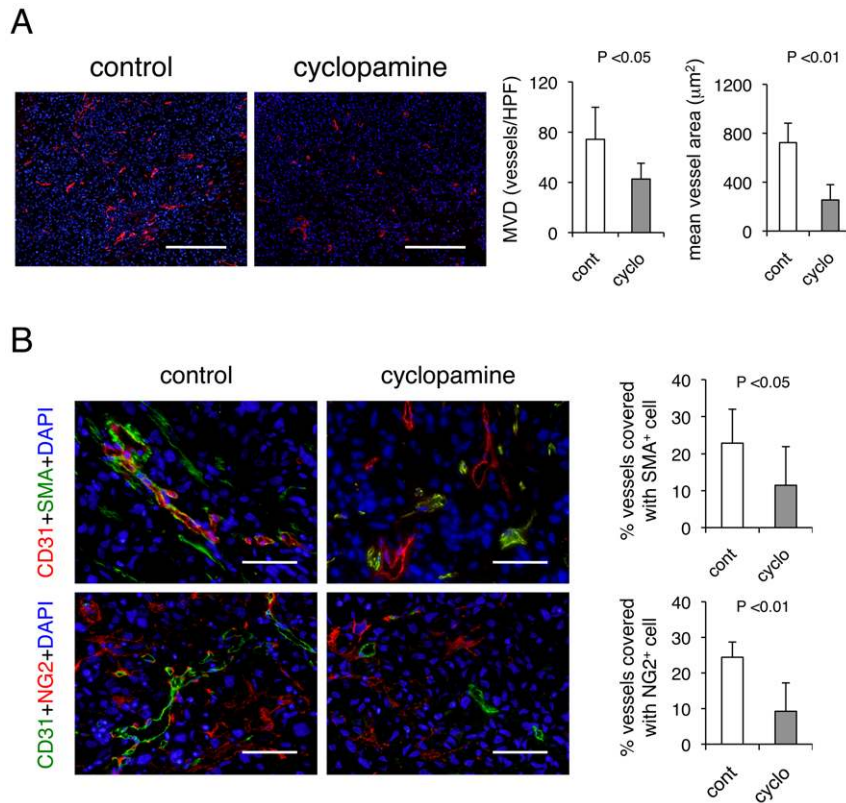 A
control
cyclopamine
MVD (vessels/HPF)
P <0.05
120
80
40
0
cont
cyclo
mean vessel area (μm²)
P <0.01
1200
800
400
0
cont
cyclo
B
control
cyclopamine
CD31+SMA+DAPI
% vessels covered
with SMA⁺ cell
P <0.05
40
30
20
10
0
cont
cyclo
CD31+NG2+DAPI
% vessels covered
with NG2⁺ cell
P <0.01
60
40
20
0
cont
cyclo